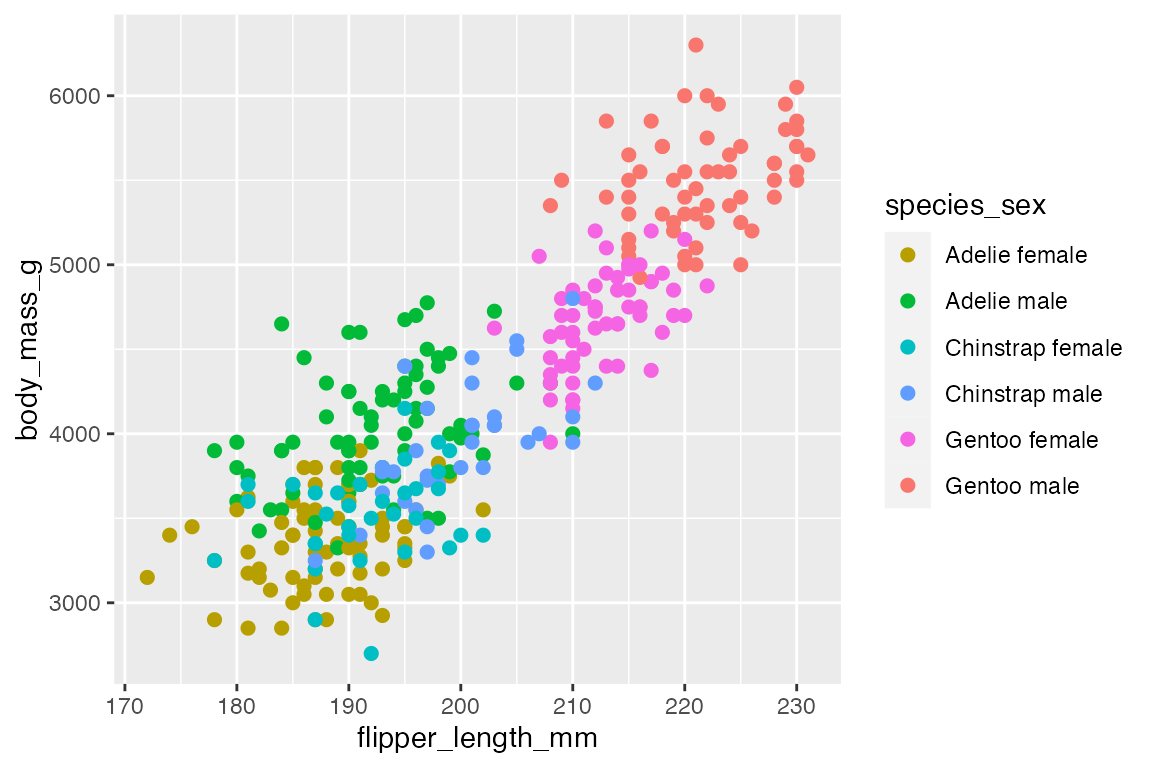 6000
5000
4000
3000
body_mass_g
170 180 190 200 210 220 230
flipper_length_mm
species_sex
Adelie female
Adelie male
Chinstrap female
Chinstrap male
Gentoo female
Gentoo male